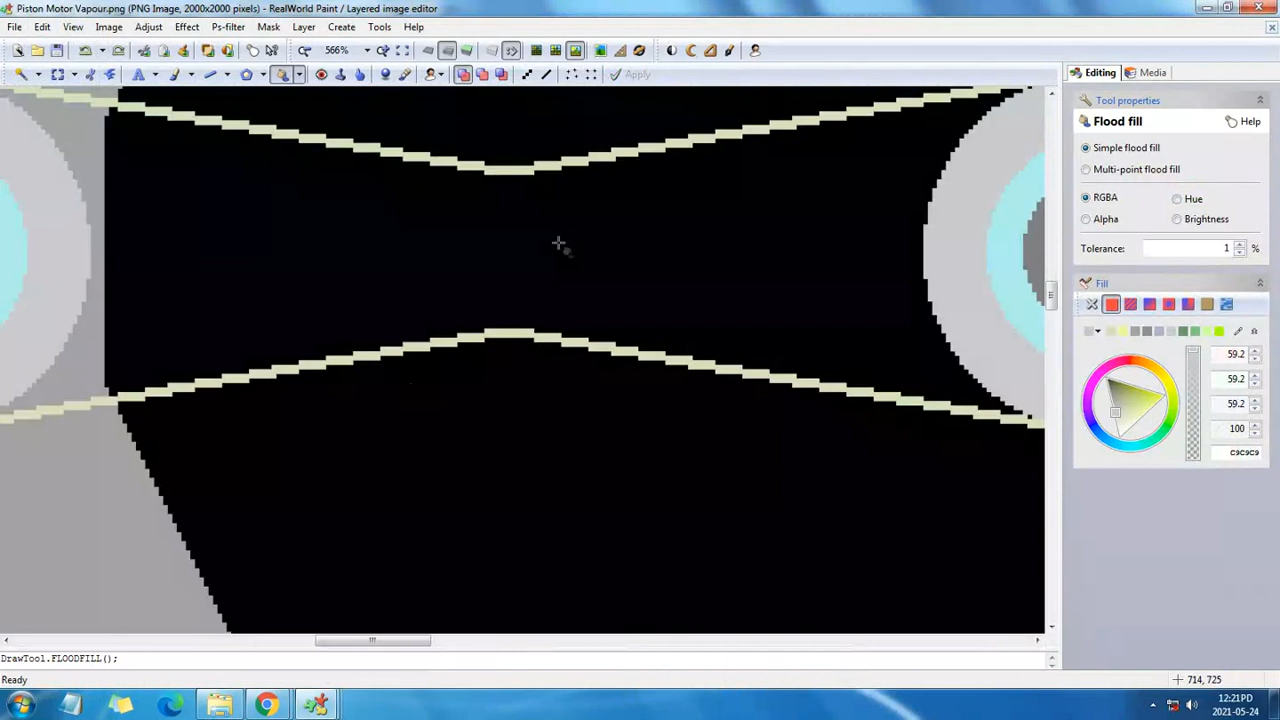 Piston Motor Vapour.png (PNG Image, 2000x2000 pixels) - RealWorld Paint / Layered image editor
File Edit View Image Adjust Effect Ps-filter Mask Layer Create Tools Help
566%
Apply
Editing Media
Tool properties
Flood fill Help
Simple flood fill
Multi-point flood fill
RGBA Hue
Alpha Brightness
Tolerance: 1 %
Fill
59.2
59.2
59.2
100
C9C9C9
DrawTool.FLOODFILL();
Ready 714, 725
12:21PD
2021-05-24